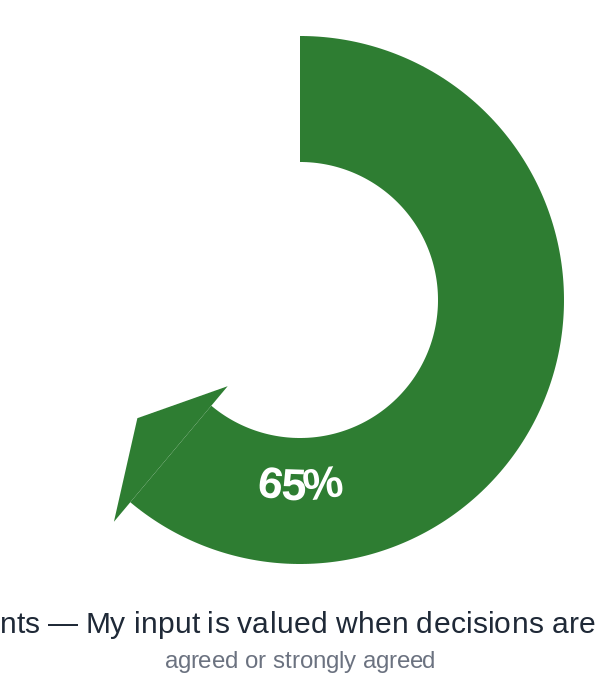 65%
nts — My input is valued when decisions are
agreed or strongly agreed